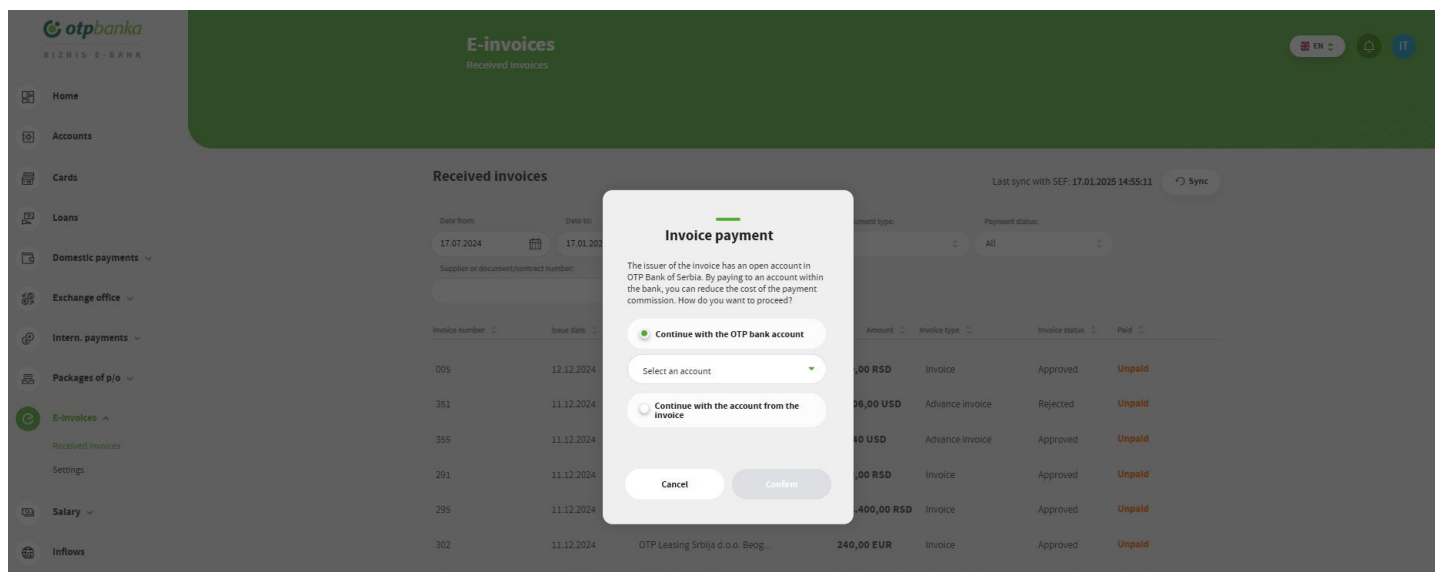 otpbanka
BIZNIS E-BANK
E-invoices
Received invoices
EN
IT
Home
Accounts
Cards
Loans
Domestic payments
Exchange office
Intern. payments
Packages of p/o
E-invoices
Received invoices
Settings
Salary
Inflows
Received invoices
Last sync with SEF: 17.01.2025 14:55:11
Sync
Date from: Date to: ument type: Payment status:
17.07.2024 17.01.202 All
Supplier or document/contract number:
Invoice number Issue date Amount Invoice type Invoice status Paid
005 12.12.2024 ,00 RSD Invoice Approved Unpaid
351 11.12.2024 06,00 USD Advance invoice Rejected Unpaid
355 11.12.2024 40 USD Advance invoice Approved Unpaid
291 11.12.2024 ,00 RSD Invoice Approved Unpaid
295 11.12.2024 .400,00 RSD Invoice Approved Unpaid
302 11.12.2024 OTP Leasing Srbija d.o.o. Beog... 240,00 EUR Invoice Approved Unpaid
Invoice payment
The issuer of the invoice has an open account in
OTP Bank of Serbia. By paying to an account within
the bank, you can reduce the cost of the payment
commission. How do you want to proceed?
Continue with the OTP bank account
Select an account
Continue with the account from the
invoice
Cancel
Confirm